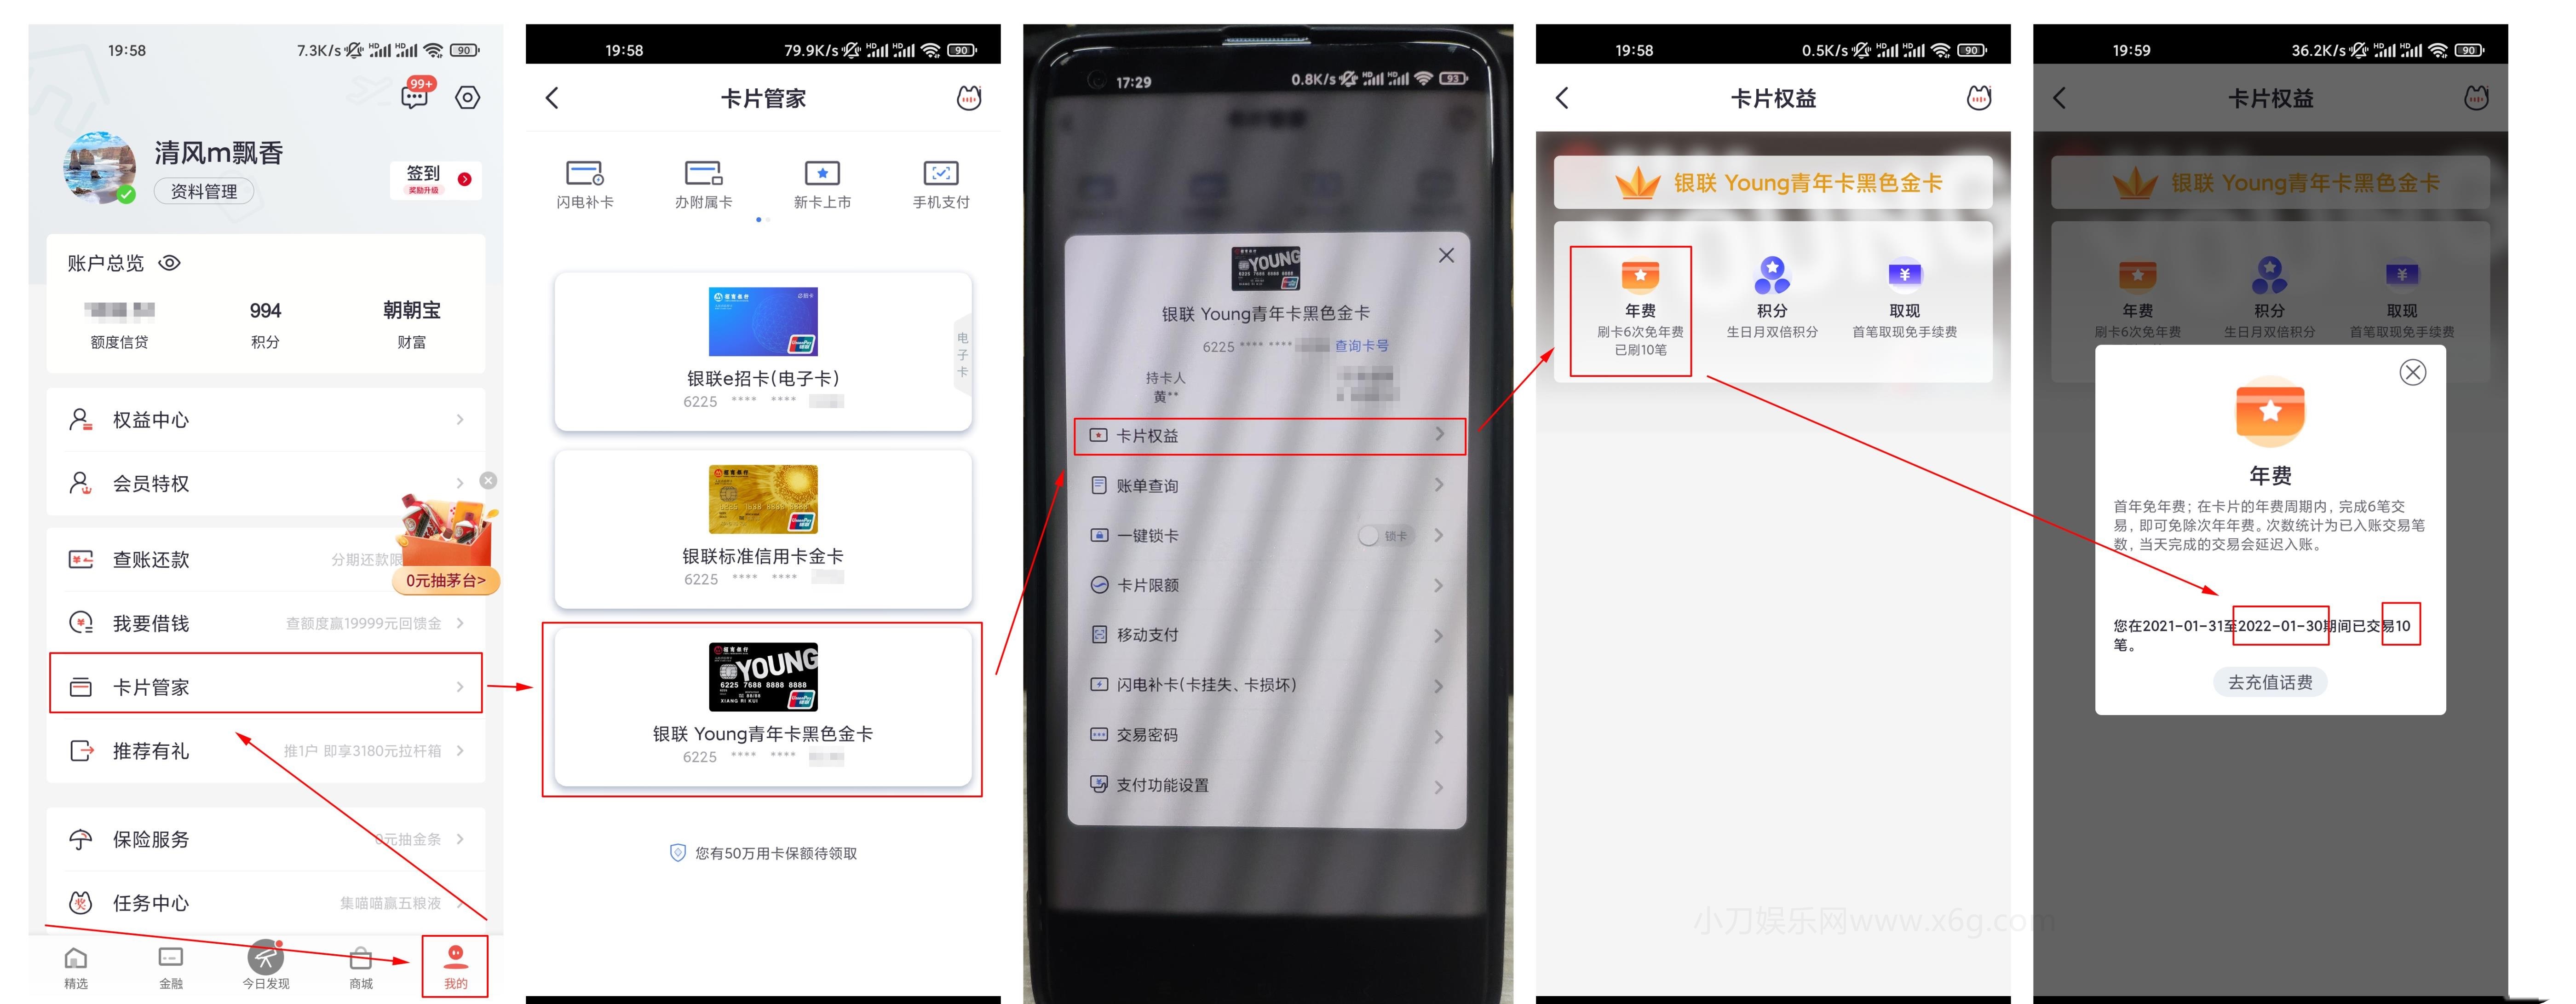 19:58
7.3K/s
HD
HD
90
99+
清风m飘香
资料管理
签到
奖励升级
账户总览
994
朝朝宝
额度信贷
积分
财富
权益中心
会员特权
查账还款
分期还款限
0元抽茅台>
我要借钱
查额度赢19999元回馈金
卡片管家
推荐有礼
推1户 即享3180元拉杆箱
保险服务
0元抽金条
任务中心
集喵喵赢五粮液
精选
金融
今日发现
商城
我的
19:58
79.9K/s
HD
HD
90
卡片管家
闪电补卡
办附属卡
新卡上市
手机支付
招商银行
电子卡
银联e招卡(电子卡)
6225 **** ****
招商银行
银联标准信用卡金卡
6225 **** ****
招商银行
YOUNG
6225 7688 8888 8888
XIANG RI KUI
银联 Young青年卡黑色金卡
6225 **** ****
您有50万用卡保额待领取
17:29
0.8K/s
HD
HD
93
YOUNG
银联 Young青年卡黑色金卡
6225 **** ****
查询卡号
持卡人
黄**
卡片权益
账单查询
一键锁卡
锁卡
卡片限额
移动支付
闪电补卡(卡挂失、卡损坏)
交易密码
支付功能设置
19:58
0.5K/s
HD
HD
90
卡片权益
银联 Young青年卡黑色金卡
年费
积分
取现
刷卡6次免年费
生日月双倍积分
首笔取现免手续费
已刷10笔
小刀娱乐网www.x6g.com
19:59
36.2K/s
HD
HD
90
卡片权益
银联 Young青年卡黑色金卡
年费
积分
取现
刷卡6次免年费
生日月双倍积分
首笔取现免手续费
年费
首年免年费；在卡片的年费周期内，完成6笔交
易，即可免除次年年费。次数统计为已入账交易笔
数，当天完成的交易会延迟入账。
您在2021-01-31至2022-01-30期间已交易10
笔。
去充值话费